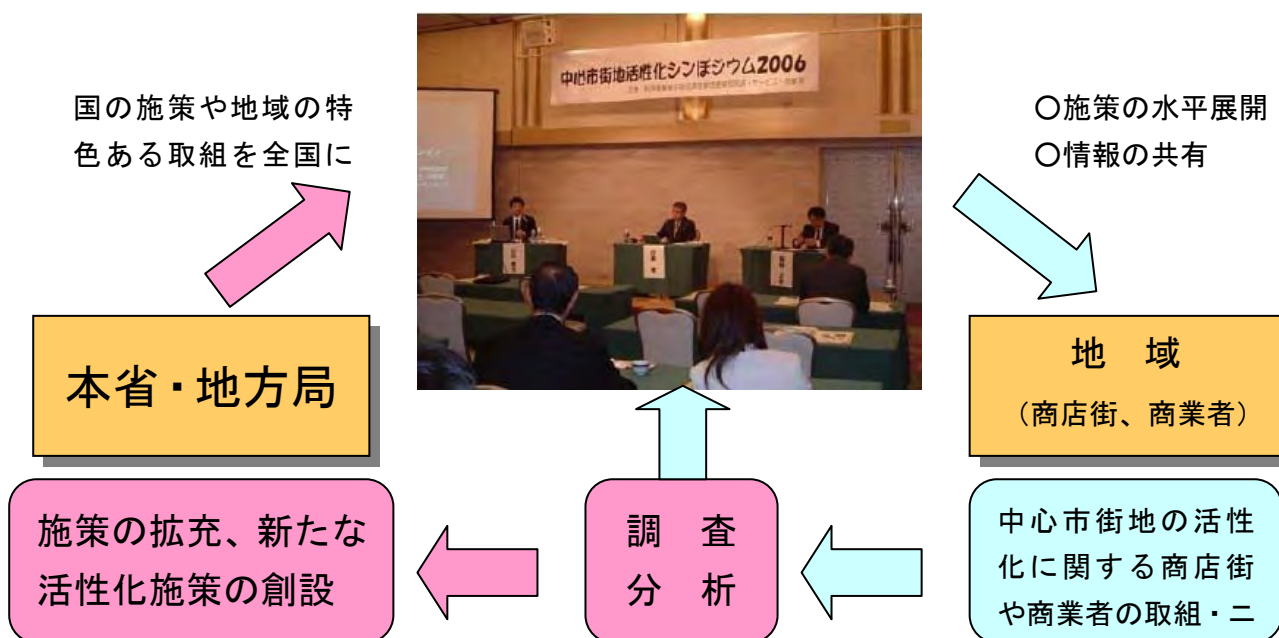 中心市街地活性化シンポジウム2006
国の施策や地域の特
色ある取組を全国に
〇施策の水平展開
〇情報の共有
本省・地方局
地　域
（商店街、商業者）
施策の拡充、新たな
活性化施策の創設
調　査
分　析
中心市街地の活性
化に関する商店街
や商業者の取組・ニ